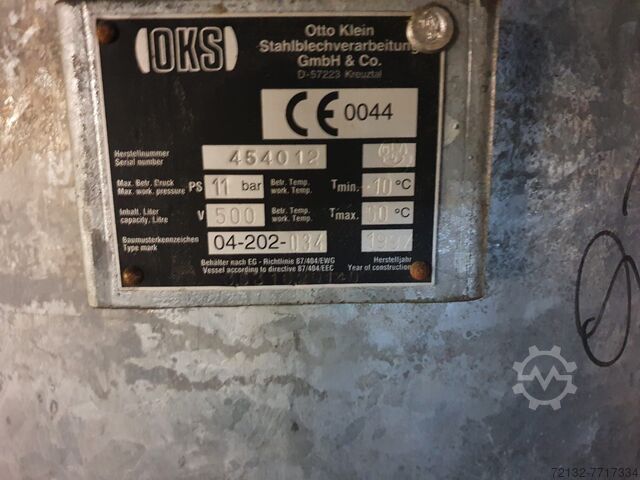 OKS
Otto Klein
Stahlblechverarbeitung
GmbH & Co.
D-57223 Kreuztal
CE 0044
Herstellnummer
Serial number
454012
Max. Betr. Druck
Max. work. pressure
PS 11 bar
Betr. Temp.
work. Temp.
Tmin. -10 °C
Inhalt, Liter
capacity, Litre
V 500
Betr. Temp.
work. Temp.
Tmax. 50 °C
Baumusterkennzeichen
Type mark
04-202-034
Behälter nach EG - Richtlinie 87/404/EWG
Vessel according to directive 87/404/EEC
Herstelljahr
Year of construction
72132-7717334